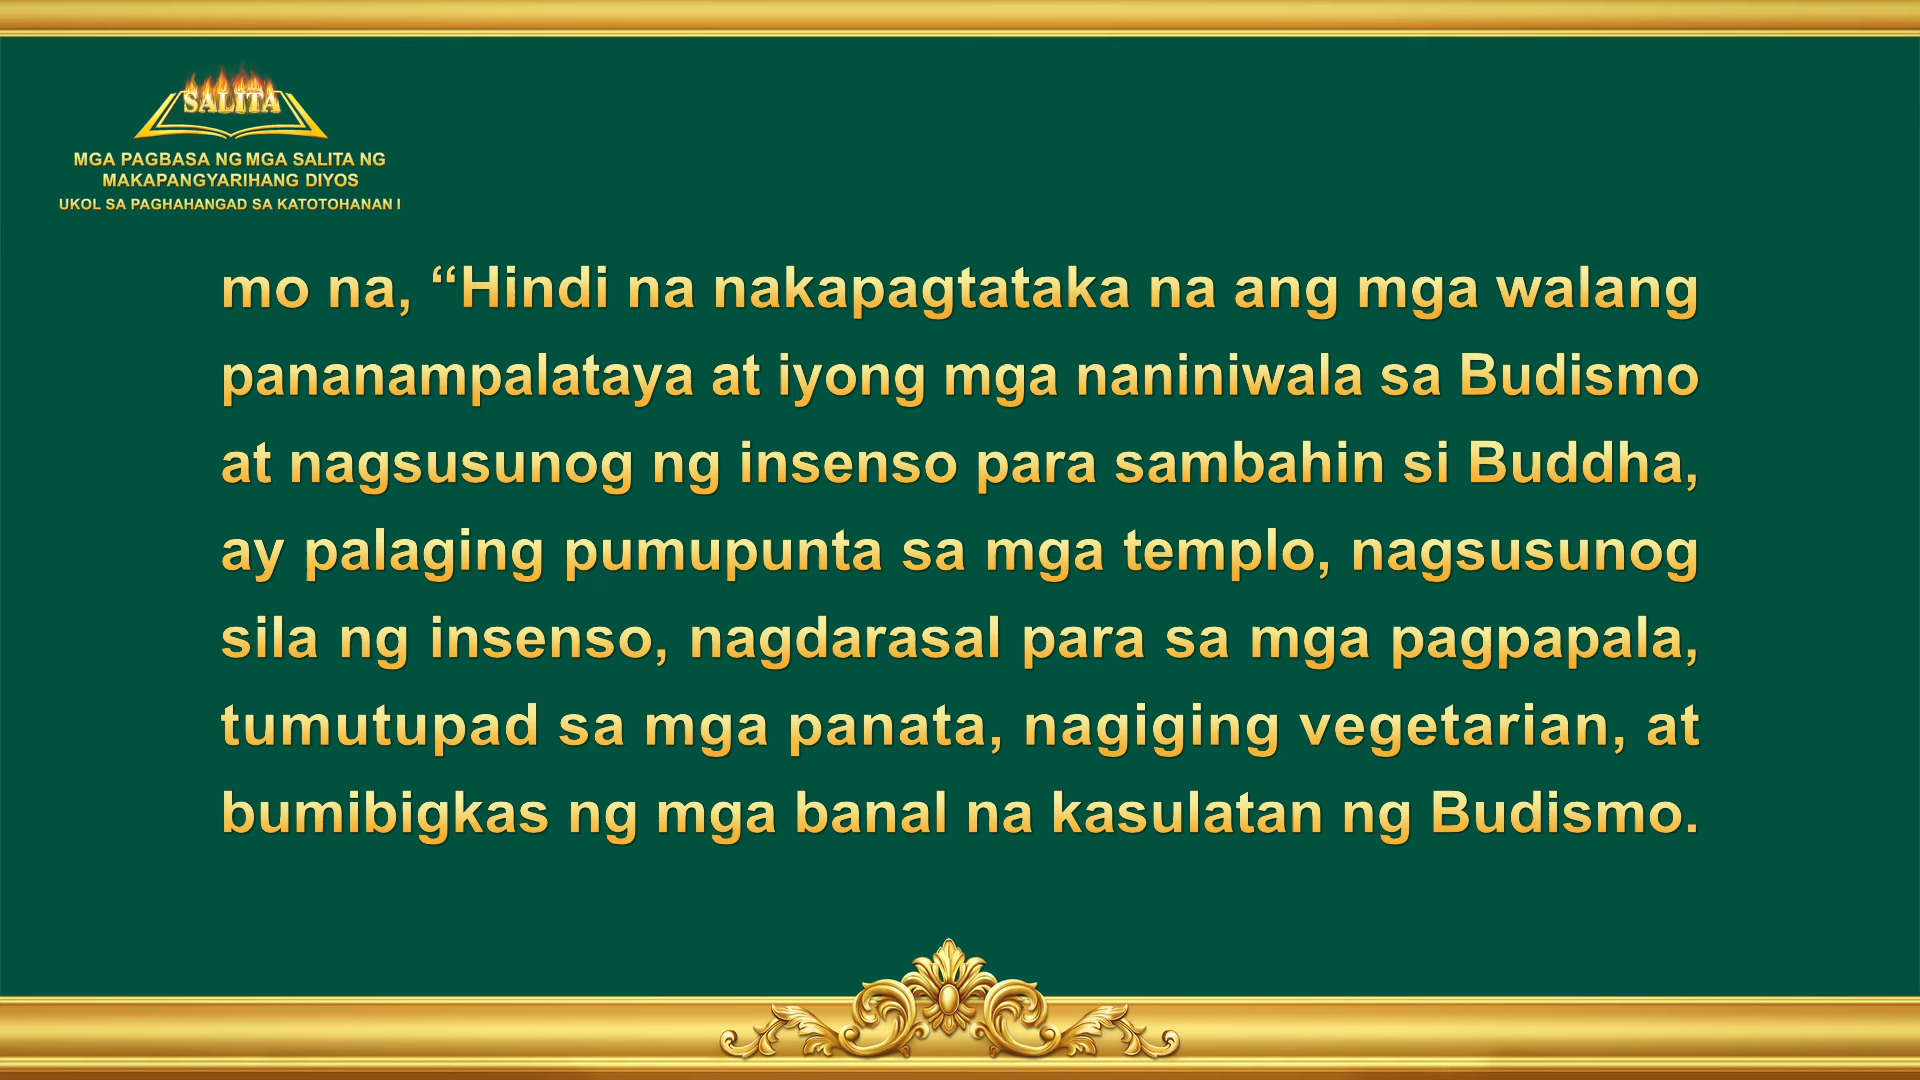 SALITA
MGA PAGBASA NG MGA SALITA NG
MAKAPANGYARIHANG DIYOS
UKOL SA PAGHAHANGAD SA KATOTOHANAN I
mo na, “Hindi na nakapagtataka na ang mga walang
pananampalataya at iyong mga naniniwala sa Budismo
at nagsusunog ng insenso para sambahin si Buddha,
ay palaging pumupunta sa mga templo, nagsusunog
sila ng insenso, nagdarasal para sa mga pagpapala,
tumutupad sa mga panata, nagiging vegetarian, at
bumibigkas ng mga banal na kasulatan ng Budismo.